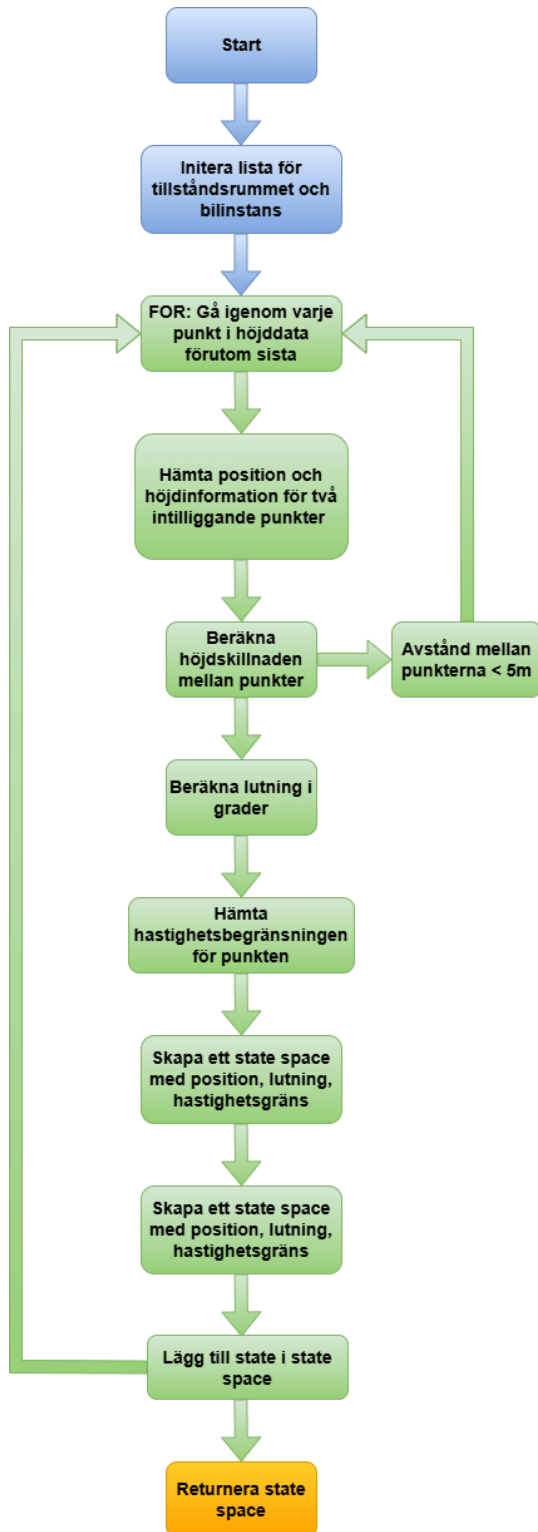 Start
Initera lista för
tillståndsrummet och
bilinstans
FOR: Gå igenom varje
punkt i höjddata
förutom sista
Hämta position och
höjdinformation för två
intilliggande punkter
Beräkna
höjdskillnaden
mellan punkter
Avstånd mellan
punkterna < 5m
Beräkna lutning i
grader
Hämta
hastighetsbegränsningen
för punkten
Skapa ett state space
med position, lutning,
hastighetsgräns
Skapa ett state space
med position, lutning,
hastighetsgräns
Lägg till state i state
space
Returnera state
space